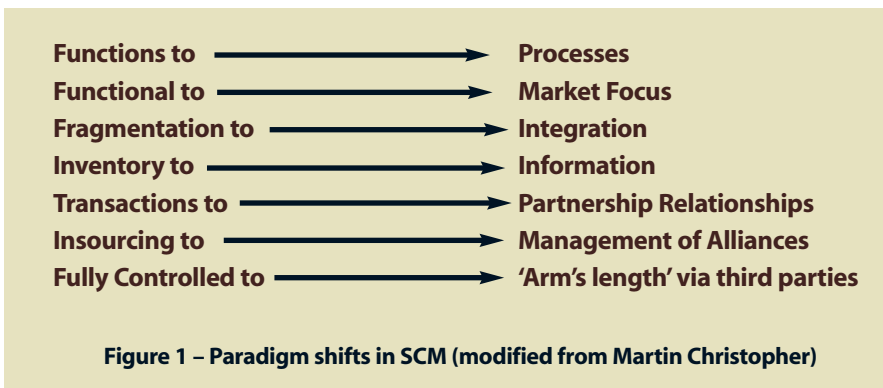 Functions to Processes
Functional to Market Focus
Fragmentation to Integration
Inventory to Information
Transactions to Partnership Relationships
Insourcing to Management of Alliances
Fully Controlled to ‘Arm’s length’ via third parties
Figure 1 – Paradigm shifts in SCM (modified from Martin Christopher)